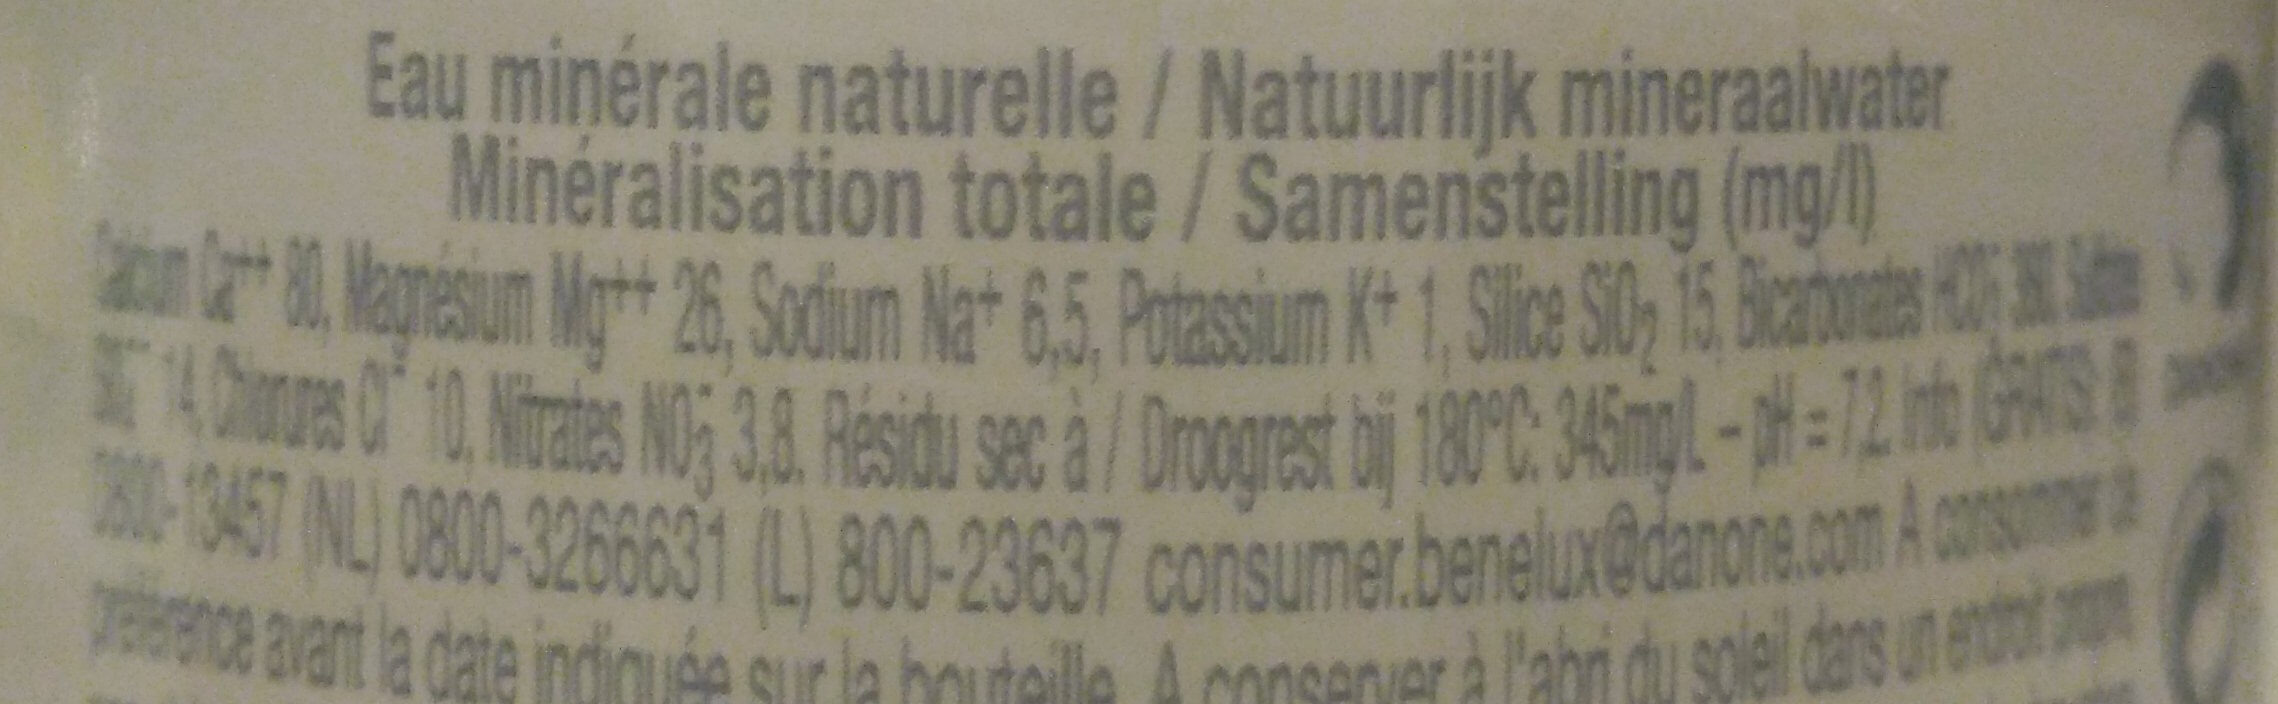 Eau minérale naturelle / Natuurlijk mineraalwater
Minéralisation totale / Samenstelling (mg/l)
Calcium Ca++ 80, Magnésium Mg++ 26, Sodium Na+ 6,5, Potassium K+ 1, Silice SiO₂ 15, Bicarbonates HCO₃⁻
14, Chlorures Cl⁻ 10, Nitrates NO₃⁻ 3,8. Résidu sec à / Droogrest bij 180°C: 345mg/L - pH = 7,2. info (GRATIS):
0800-13457 (NL) 0800-3266631 (L) 800-23637 consumer.benelux@danone.com A consommer de
préférence avant la date indiquée sur la bouteille. A conserver à l'abri du soleil dans un endroit